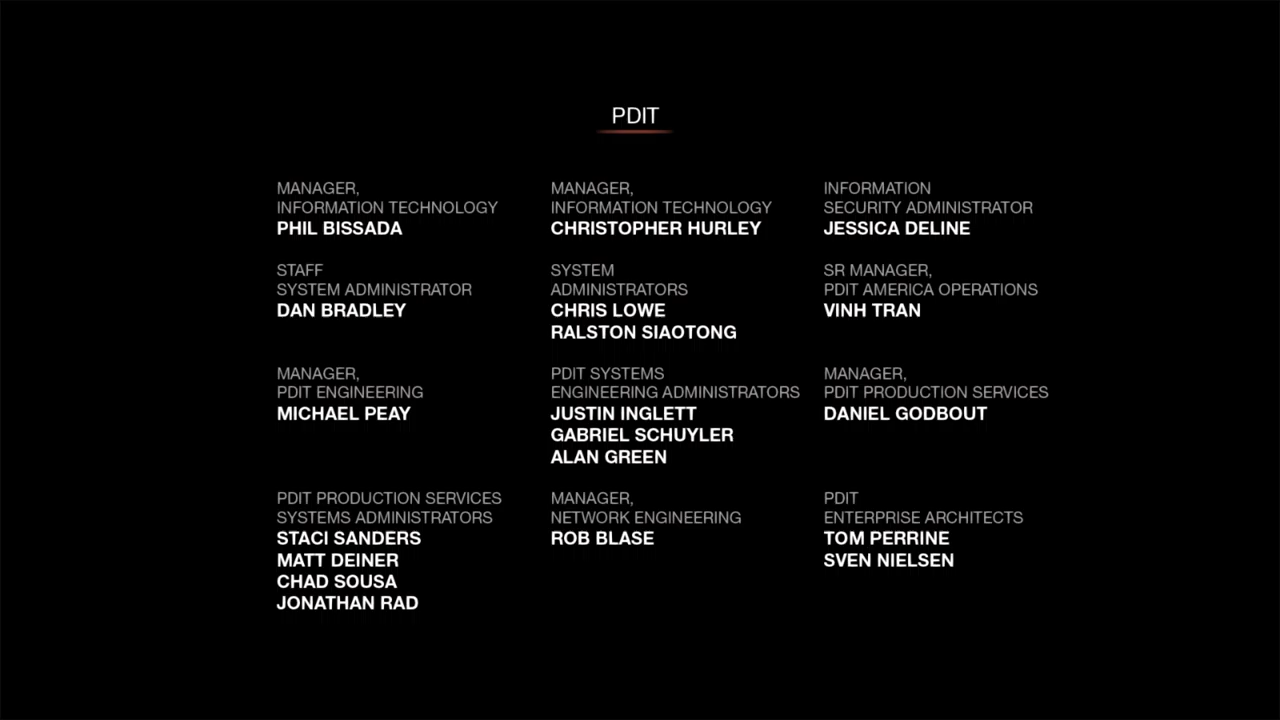 PDIT
MANAGER,
INFORMATION TECHNOLOGY
PHIL BISSADA
MANAGER,
INFORMATION TECHNOLOGY
CHRISTOPHER HURLEY
INFORMATION
SECURITY ADMINISTRATOR
JESSICA DELINE
STAFF
SYSTEM ADMINISTRATOR
DAN BRADLEY
SYSTEM
ADMINISTRATORS
CHRIS LOWE
RALSTON SIAOTONG
SR MANAGER,
PDIT AMERICA OPERATIONS
VINH TRAN
MANAGER,
PDIT ENGINEERING
MICHAEL PEAY
PDIT SYSTEMS
ENGINEERING ADMINISTRATORS
JUSTIN INGLETT
GABRIEL SCHUYLER
ALAN GREEN
MANAGER,
PDIT PRODUCTION SERVICES
DANIEL GODBOUT
PDIT PRODUCTION SERVICES
SYSTEMS ADMINISTRATORS
STACI SANDERS
MATT DEINER
CHAD SOUSA
JONATHAN RAD
MANAGER,
NETWORK ENGINEERING
ROB BLASE
PDIT
ENTERPRISE ARCHITECTS
TOM PERRINE
SVEN NIELSEN